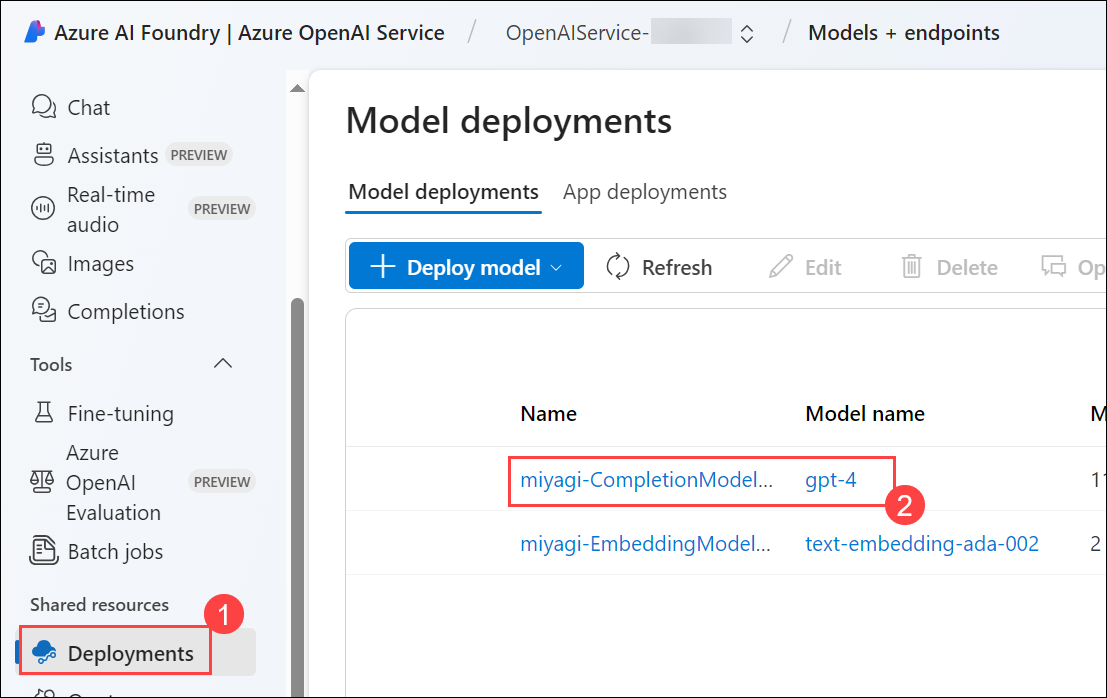 Azure AI Foundry | Azure OpenAI Service / OpenAIService- / Models + endpoints
Chat
Assistants PREVIEW
Real-time
audio PREVIEW
Images
Completions
Tools
Fine-tuning
Azure
OpenAI PREVIEW
Evaluation
Batch jobs
Shared resources
1
Deployments
Model deployments
Model deployments App deployments
Deploy model Refresh Edit Delete Op
Name Model name M
miyagi-CompletionModel... gpt-4 11
2
miyagi-EmbeddingModel... text-embedding-ada-002 2